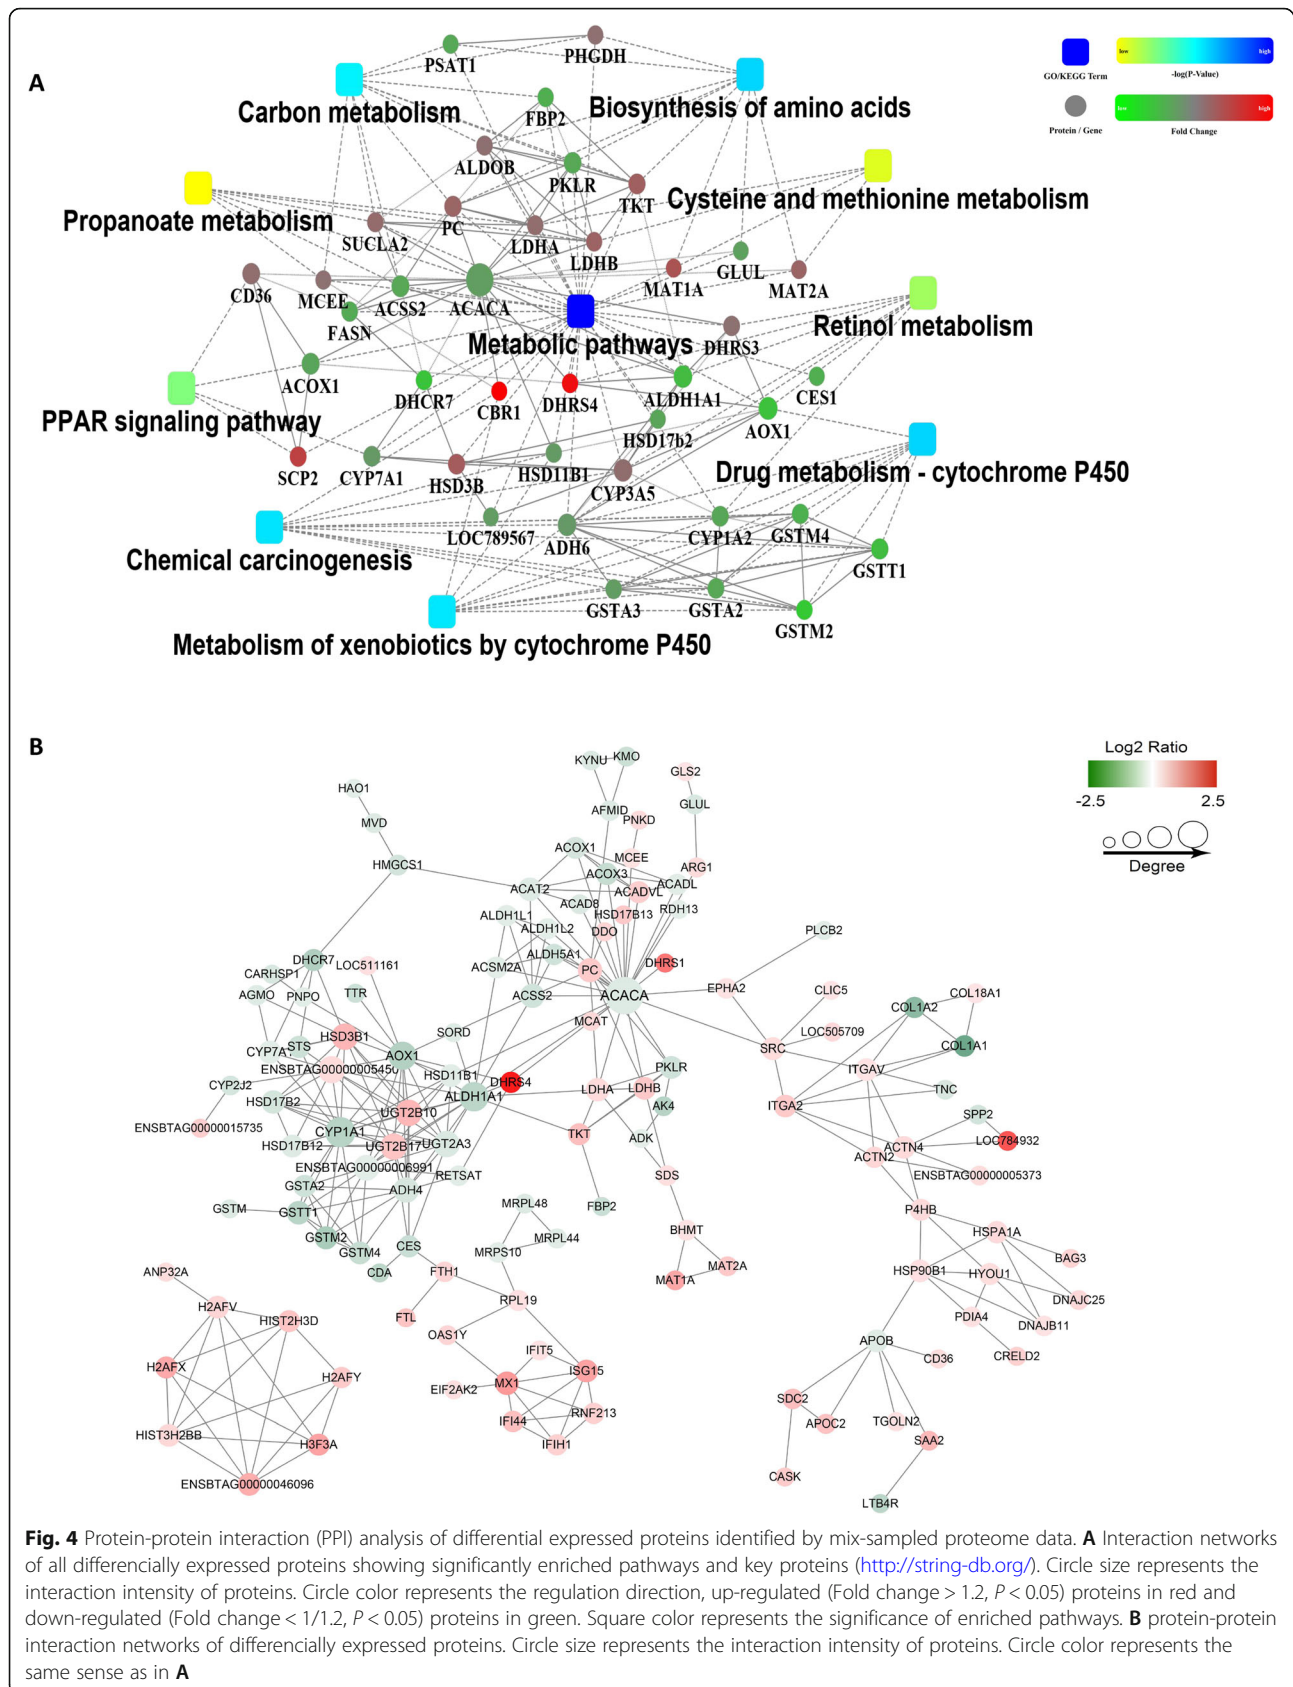 A
PSAT1
PHGDH
Carbon metabolism
Biosynthesis of amino acids
GO/KEGG Term
low
high
-log(P-Value)
Protein / Gene
low
high
Fold Change
FBP2
ALDOB
PKLR
TKT
Cysteine and methionine metabolism
Propanoate metabolism
SUCLA2
PC
LDHA
LDHB
GLUL
MAT1A
MAT2A
CD36
MCEE
ACSS2
ACACA
FASN
Retinol metabolism
Metabolic pathways
DHRS3
ACOX1
DHCR7
CBR1
DHRS4
ALDH1A1
CES1
PPAR signaling pathway
HSD17b2
AOX1
SCP2
CYP7A1
HSD3B
HSD11B1
CYP3A5
Drug metabolism - cytochrome P450
LOC789567
ADH6
CYP1A2
GSTM4
GSTT1
Chemical carcinogenesis
GSTA3
GSTA2
GSTM2
Metabolism of xenobiotics by cytochrome P450
B
Log2 Ratio
-2.5
2.5
Degree
KYNU
KMO
GLS2
HAO1
AFMID
PNKD
GLUL
MVD
ACOX1
MCEE
ARG1
HMGCS1
ACOX3
ACAT2
ACADVL
ACADL
ACAD8
HSD17B13
RDH13
ALDH1L1
ALDH1L2
DDO
PLCB2
DHCR7
LOC511161
ALDH5A1
CARHSP1
ACSM2A
PC
DHRS1
AGMO
PNPO
TTR
ACSS2
ACACA
EPHA2
CLIC5
COL18A1
COL1A2
MCAT
HSD3B1
SORD
LOC505709
STS
CYP7A1
AOX1
SRC
COL1A1
ENSBTAG00000005450
HSD11B1
DHRS4
PKLR
ITGAV
CYP2J2
ALDH1A1
LDHA
LDHB
TNC
HSD17B2
UGT2B10
AK4
ITGA2
SPP2
ENSBTAG00000015735
CYP1A1
TKT
ADK
LOC784932
HSD17B12
UGT2B17
UGT2A3
ACTN4
ACTN2
ENSBTAG00000006991
RETSAT
SDS
ENSBTAG00000005373
GSTA2
ADH4
GSTM
GSTT1
MRPL48
FBP2
P4HB
GSTM2
MRPL44
BHMT
HSPA1A
GSTM4
CES
MRPS10
BAG3
CDA
FTH1
MAT1A
MAT2A
HSP90B1
HYOU1
ANP32A
RPL19
DNAJC25
H2AFV
FTL
PDIA4
HIST2H3D
OAS1Y
DNAJB11
IFIT5
APOB
H2AFX
ISG15
CD36
CRELD2
H2AFY
EIF2AK2
MX1
SDC2
IFI44
RNF213
APOC2
TGOLN2
HIST3H2BB
H3F3A
IFIH1
SAA2
ENSBTAG00000046096
CASK
LTB4R
Fig. 4 Protein-protein interaction (PPI) analysis of differential expressed proteins identified by mix-sampled proteome data. A Interaction networks
of all differencially expressed proteins showing significantly enriched pathways and key proteins (http://string-db.org/). Circle size represents the
interaction intensity of proteins. Circle color represents the regulation direction, up-regulated (Fold change > 1.2, P < 0.05) proteins in red and
down-regulated (Fold change < 1/1.2, P < 0.05) proteins in green. Square color represents the significance of enriched pathways. B protein-protein
interaction networks of differencially expressed proteins. Circle size represents the interaction intensity of proteins. Circle color represents the
same sense as in A